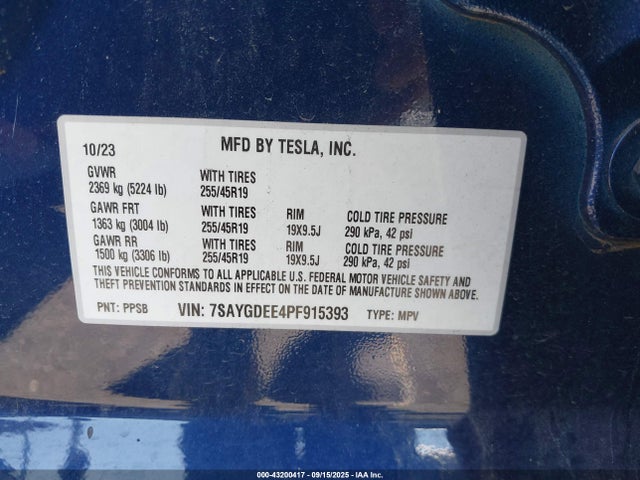 10/23 MFD BY TESLA, INC.
GVWR WITH TIRES
2369 kg (5224 lb) 255/45R19
GAWR FRT WITH TIRES RIM COLD TIRE PRESSURE
1363 kg (3004 lb) 255/45R19 19X9.5J 290 kPa, 42 psi
GAWR RR WITH TIRES RIM COLD TIRE PRESSURE
1500 kg (3306 lb) 255/45R19 19X9.5J 290 kPa, 42 psi
THIS VEHICLE CONFORMS TO ALL APPLICABLE U.S. FEDERAL MOTOR VEHICLE SAFETY AND
THEFT PREVENTION STANDARDS IN EFFECT ON THE DATE OF MANUFACTURE SHOWN ABOVE.
PNT: PPSB VIN: 7SAYGDEE4PF915393 TYPE: MPV
000-43200417 - 09/15/2025 - IAA Inc.